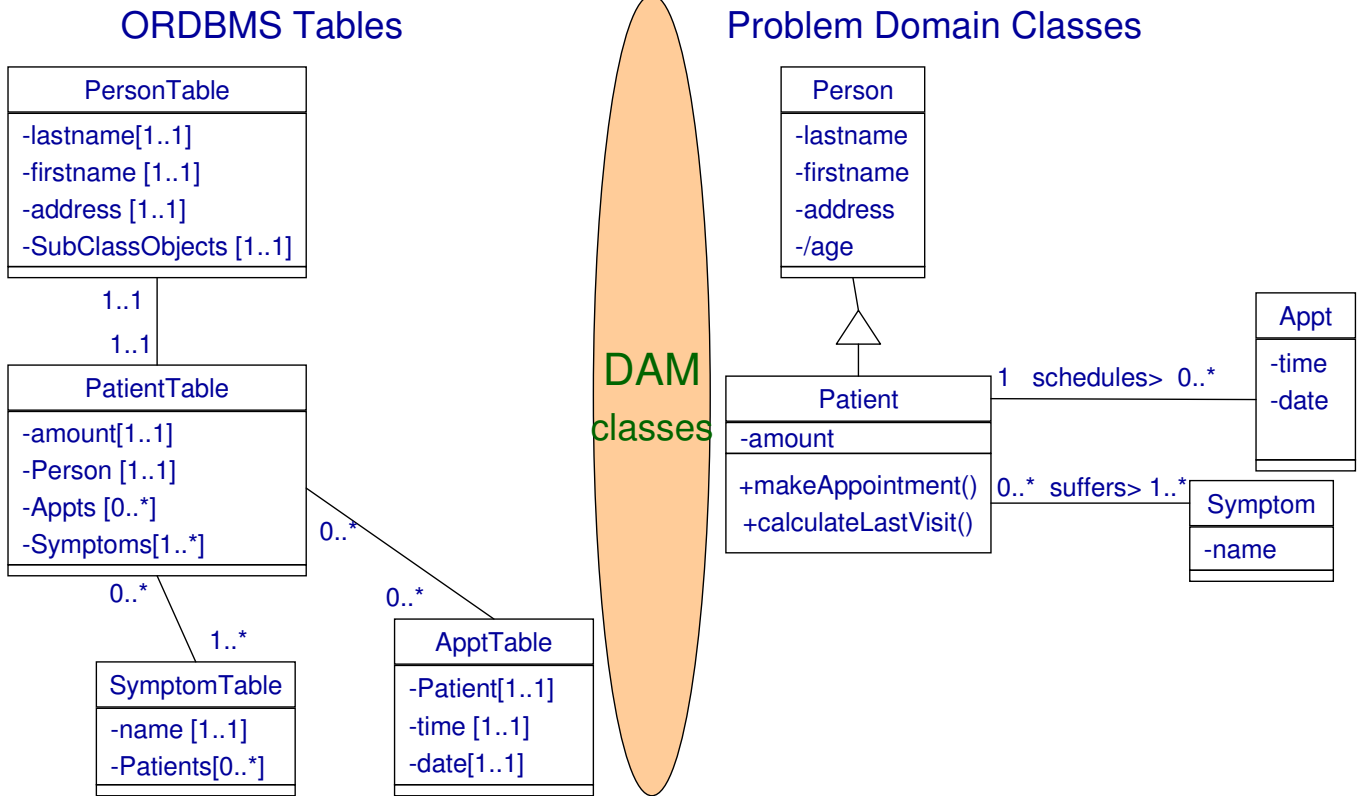 ORDBMS Tables
Problem Domain Classes
PersonTable
-lastname[1..1]
-firstname [1..1]
-address [1..1]
-SubClassObjects [1..1]
1..1
1..1
PatientTable
-amount[1..1]
-Person [1..1]
-Appts [0..*]
-Symptoms[1..*]
0..*
1..*
0..*
0..*
SymptomTable
-name [1..1]
-Patients[0..*]
ApptTable
-Patient[1..1]
-time [1..1]
-date[1..1]
DAM
classes
Person
-lastname
-firstname
-address
-/age
Patient
-amount
+makeAppointment()
+calculateLastVisit()
1 schedules> 0..*
Appt
-time
-date
0..* suffers> 1..*
Symptom
-name